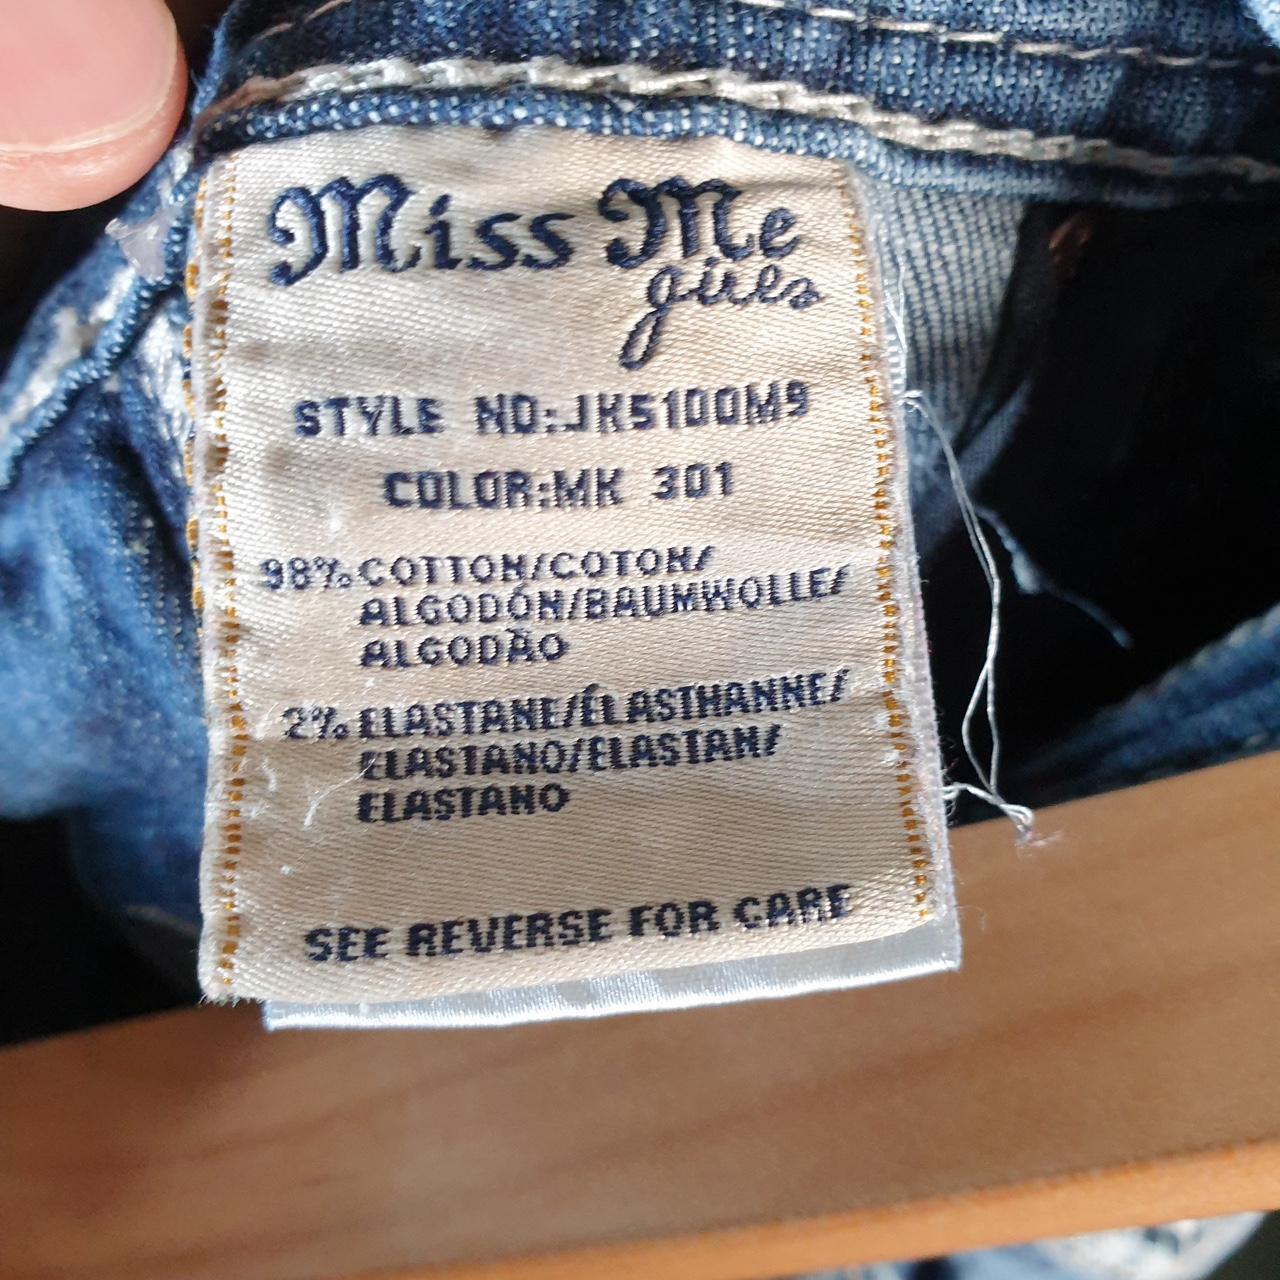 Miss Me
girls
STYLE NO:JK5100M9
COLOR:MK 301
98% COTTON/COTON/
ALGODÓN/BAUMWOLLE/
ALGODÃO
2% ELASTANE/ÉLASTHANNE/
ELASTANO/ELASTAN/
ELASTANO
SEE REVERSE FOR CARE